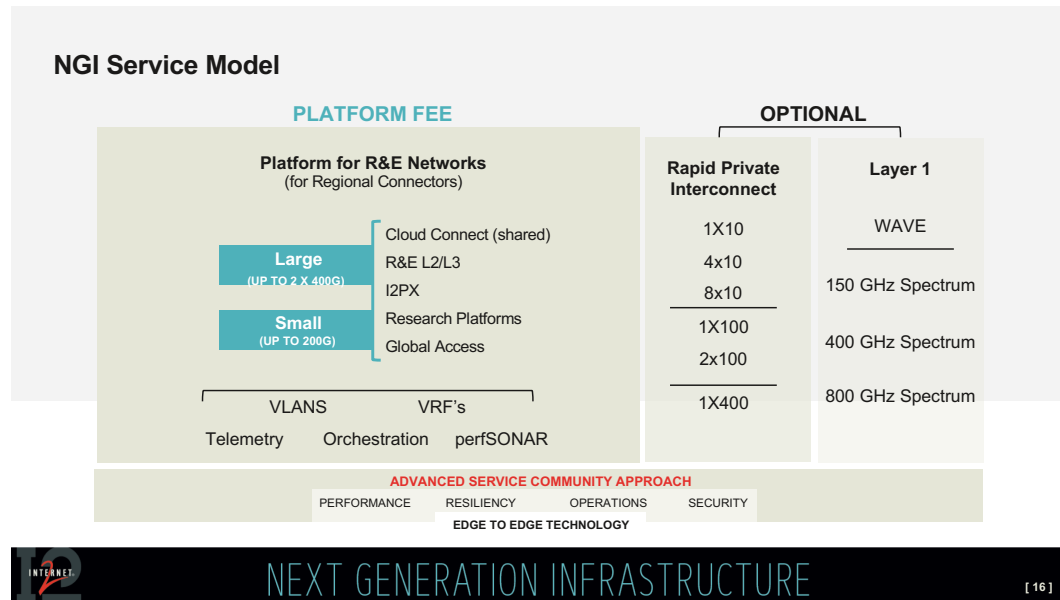 NGI Service Model
PLATFORM FEE
Platform for R&E Networks
(for Regional Connectors)
Large
(UP TO 2 X 400G)
Small
(UP TO 200G)
Cloud Connect (shared)
R&E L2/L3
I2PX
Research Platforms
Global Access
VLANS VRF's
Telemetry Orchestration perfSONAR
OPTIONAL
Rapid Private
Interconnect
1X10
4x10
8x10
1X100
2x100
1X400
Layer 1
WAVE
150 GHz Spectrum
400 GHz Spectrum
800 GHz Spectrum
ADVANCED SERVICE COMMUNITY APPROACH
PERFORMANCE RESILIENCY OPERATIONS SECURITY
EDGE TO EDGE TECHNOLOGY
INTERNET 2
NEXT GENERATION INFRASTRUCTURE
[ 16 ]